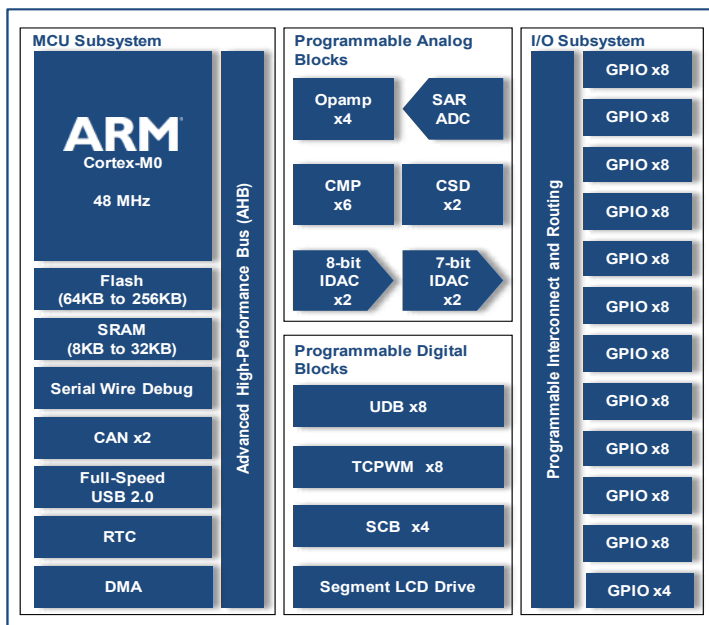 MCU Subsystem
ARM
Cortex-M0
48 MHz
Flash
(64KB to 256KB)
SRAM
(8KB to 32KB)
Serial Wire Debug
CAN x2
Full-Speed
USB 2.0
RTC
DMA
Advanced High-Performance Bus (AHB)
Programmable Analog
Blocks
Opamp
x4
SAR
ADC
CMP
x6
CSD
x2
8-bit
IDAC
x2
7-bit
IDAC
x2
Programmable Digital
Blocks
UDB x8
TCPWM x8
SCB x4
Segment LCD Drive
I/O Subsystem
Programmable Interconnect and Routing
GPIO x8
GPIO x8
GPIO x8
GPIO x8
GPIO x8
GPIO x8
GPIO x8
GPIO x8
GPIO x8
GPIO x8
GPIO x8
GPIO x4